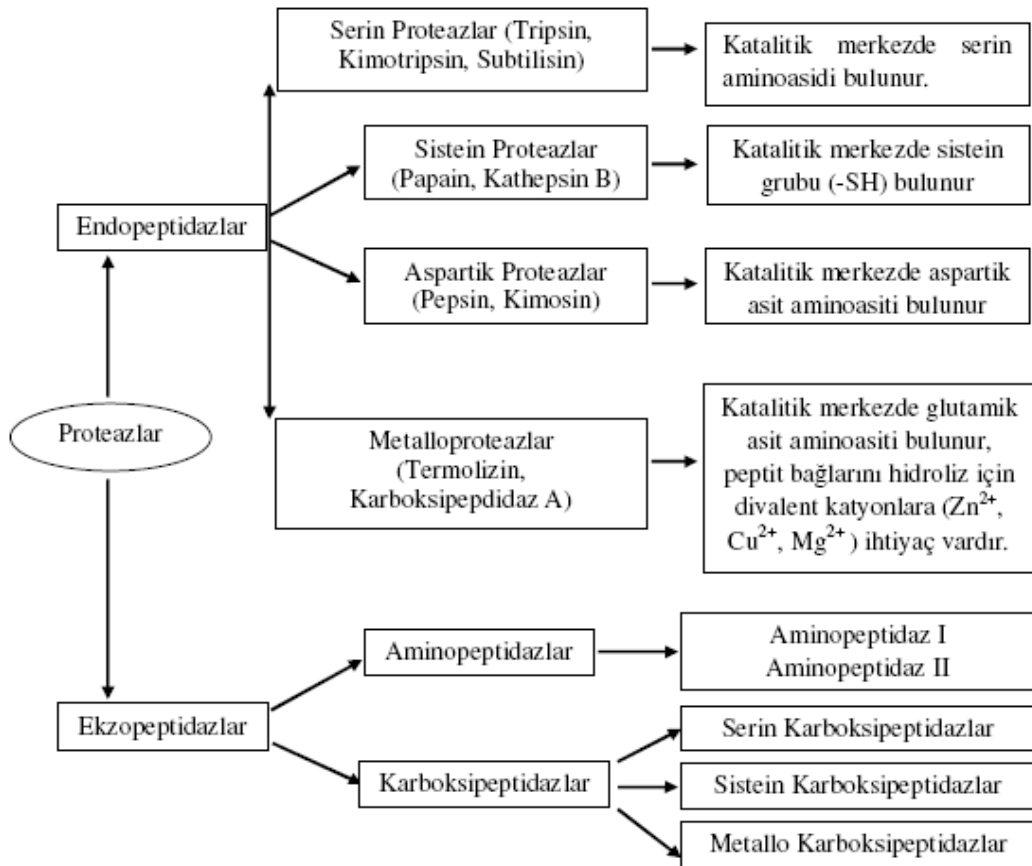 Serin Proteazlar (Tripsin,
Kimotripsin, Subtilisin)
Katalitik merkezde serin
aminoasidi bulunur.
Sistein Proteazlar
(Papain, Kathepsin B)
Katalitik merkezde sistein
grubu (-SH) bulunur
Endopeptidazlar
Aspartik Proteazlar
(Pepsin, Kimosin)
Katalitik merkezde aspartik
asit aminoasiti bulunur
Proteazlar
Metalloproteazlar
(Termolizin,
Karboksipepdidaz A)
Katalitik merkezde glutamik
asit aminoasiti bulunur,
peptit bağlarını hidroliz için
divalent katyonlara (Zn²⁺,
Cu²⁺, Mg²⁺ ) ihtiyaç vardır.
Aminopeptidazlar
Aminopeptidaz I
Aminopeptidaz II
Ekzopeptidazlar
Karboksipeptidazlar
Serin Karboksipeptidazlar
Sistein Karboksipeptidazlar
Metallo Karboksipeptidazlar